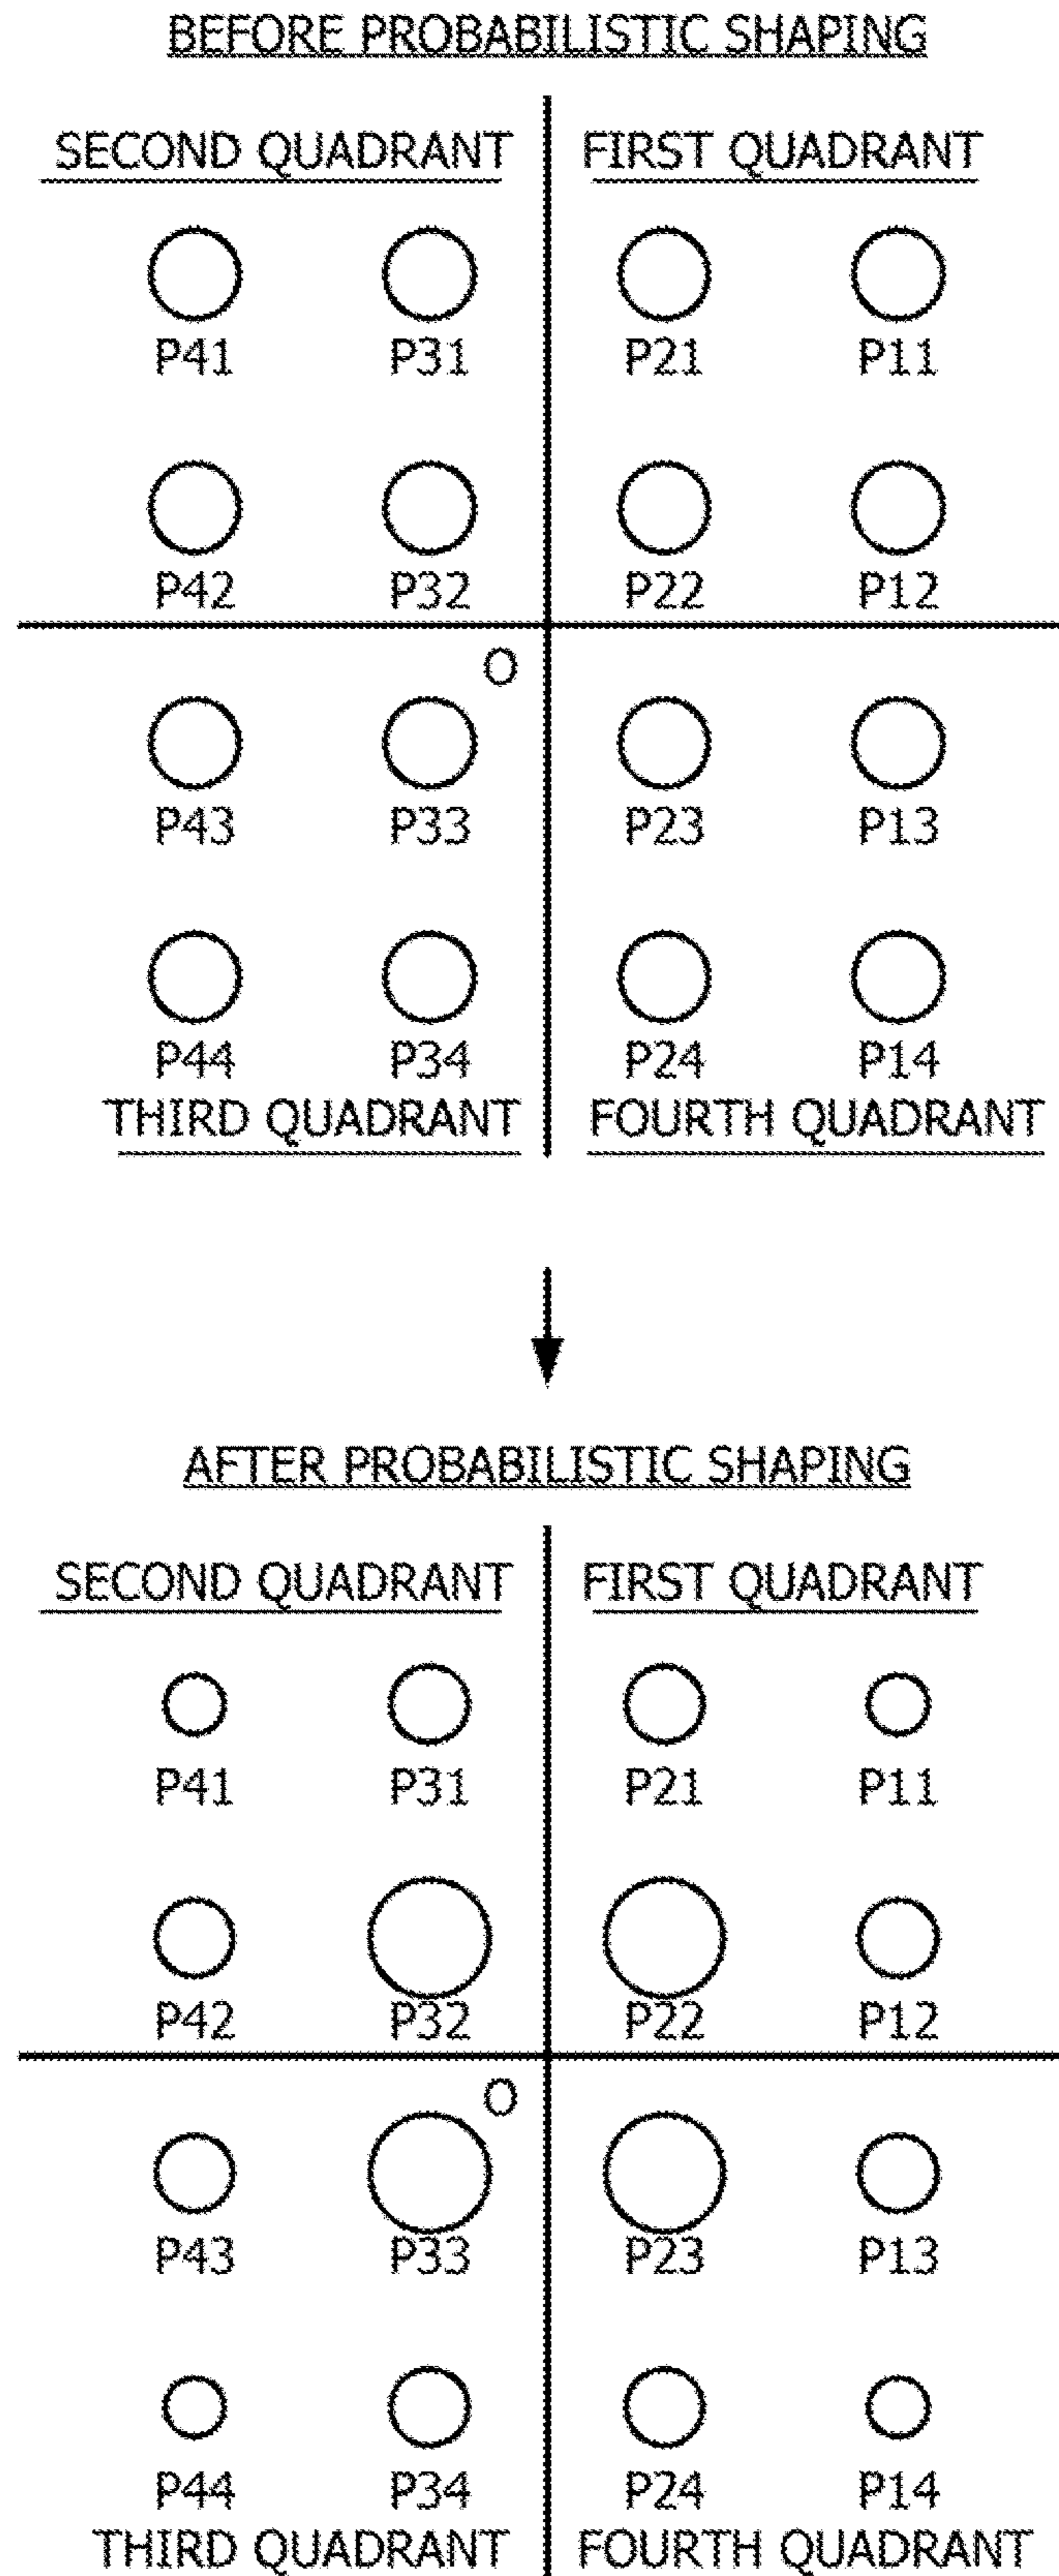 BEFORE PROBABILISTIC SHAPING
SECOND QUADRANT FIRST QUADRANT
P41 P31 P21 P11
P42 P32 P22 P12
O
P43 P33 P23 P13
P44 P34 P24 P14
THIRD QUADRANT FOURTH QUADRANT
AFTER PROBABILISTIC SHAPING
SECOND QUADRANT FIRST QUADRANT
P41 P31 P21 P11
P42 P32 P22 P12
O
P43 P33 P23 P13
P44 P34 P24 P14
THIRD QUADRANT FOURTH QUADRANT